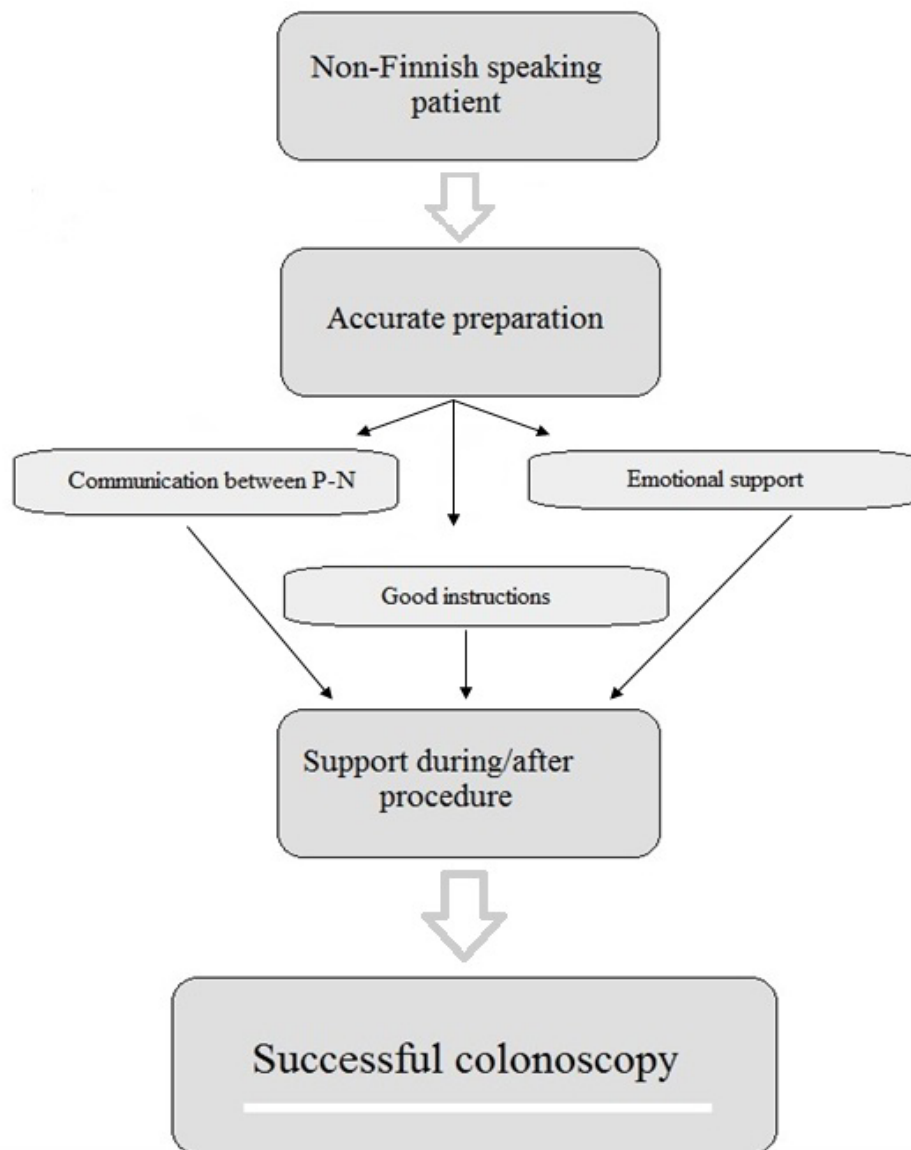 Non-Finnish speaking
patient
Accurate preparation
Communication between P-N
Emotional support
Good instructions
Support during/after
procedure
Successful colonoscopy